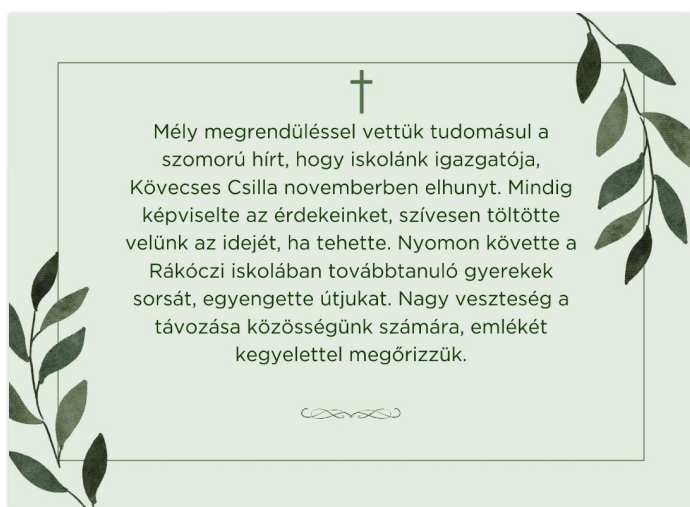 Mély megrendüléssel vettük tudomásul a
szomorú hírt, hogy iskolánk igazgatója,
Kövecses Csilla novemberben elhunyt. Mindig
képviselte az érdekeinket, szívesen töltötte
velünk az idejét, ha tehette. Nyomon követte a
Rákóczi iskolában továbbtanuló gyerekek
sorsát, egyengette útjukat. Nagy veszteség a
távozása közösségünk számára, emlékét
kegyelettel megőrizzük.